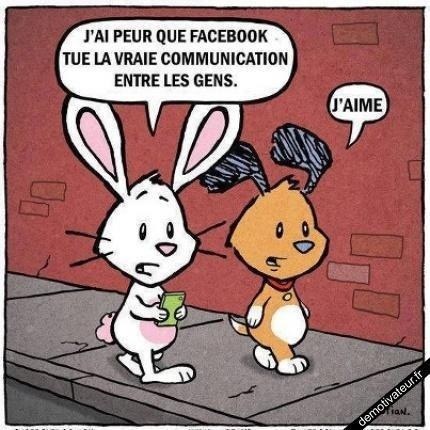 J'AI PEUR QUE FACEBOOK
TUE LA VRAIE COMMUNICATION
ENTRE LES GENS.
J'AIME
demotivateur.fr